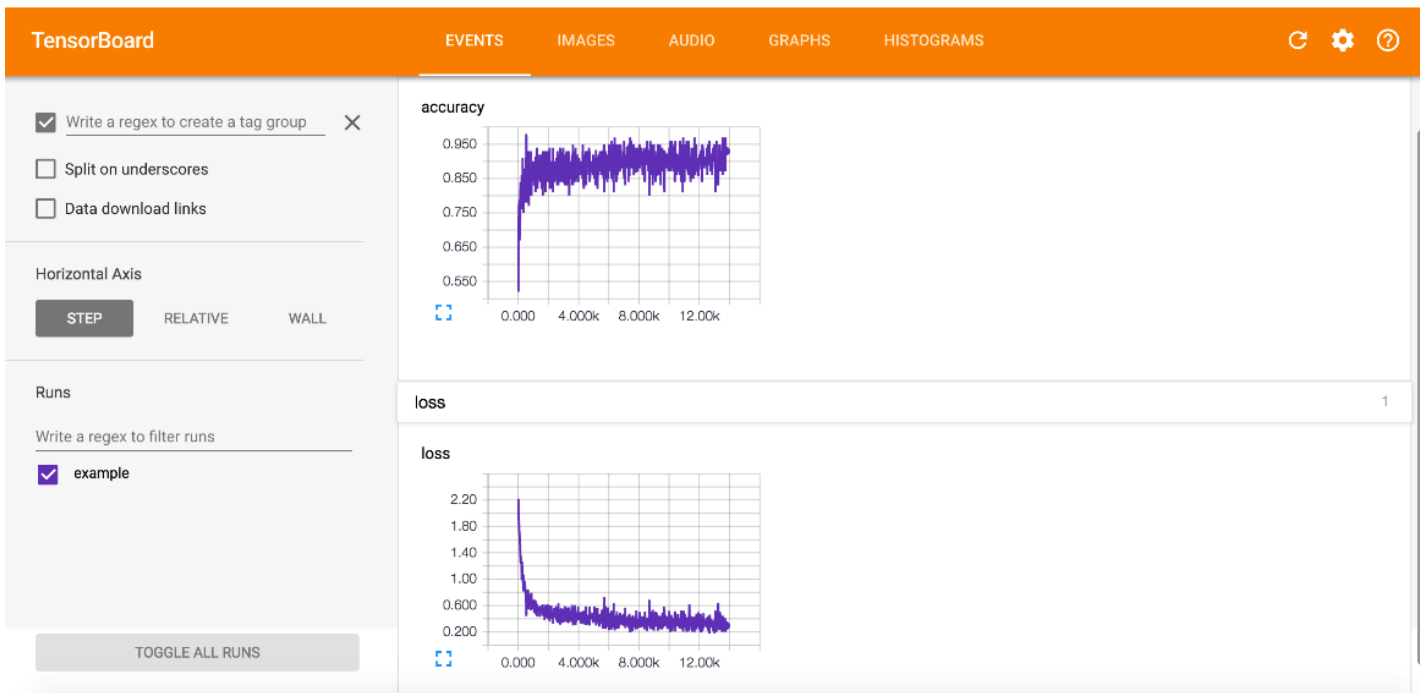 TensorBoard
EVENTS IMAGES AUDIO GRAPHS HISTOGRAMS
Write a regex to create a tag group
Split on underscores
Data download links
Horizontal Axis
STEP RELATIVE WALL
Runs
Write a regex to filter runs
example
TOGGLE ALL RUNS
accuracy
0.950
0.850
0.750
0.650
0.550
0.000 4.000k 8.000k 12.00k
loss 1
loss
2.20
1.80
1.40
1.00
0.600
0.200
0.000 4.000k 8.000k 12.00k